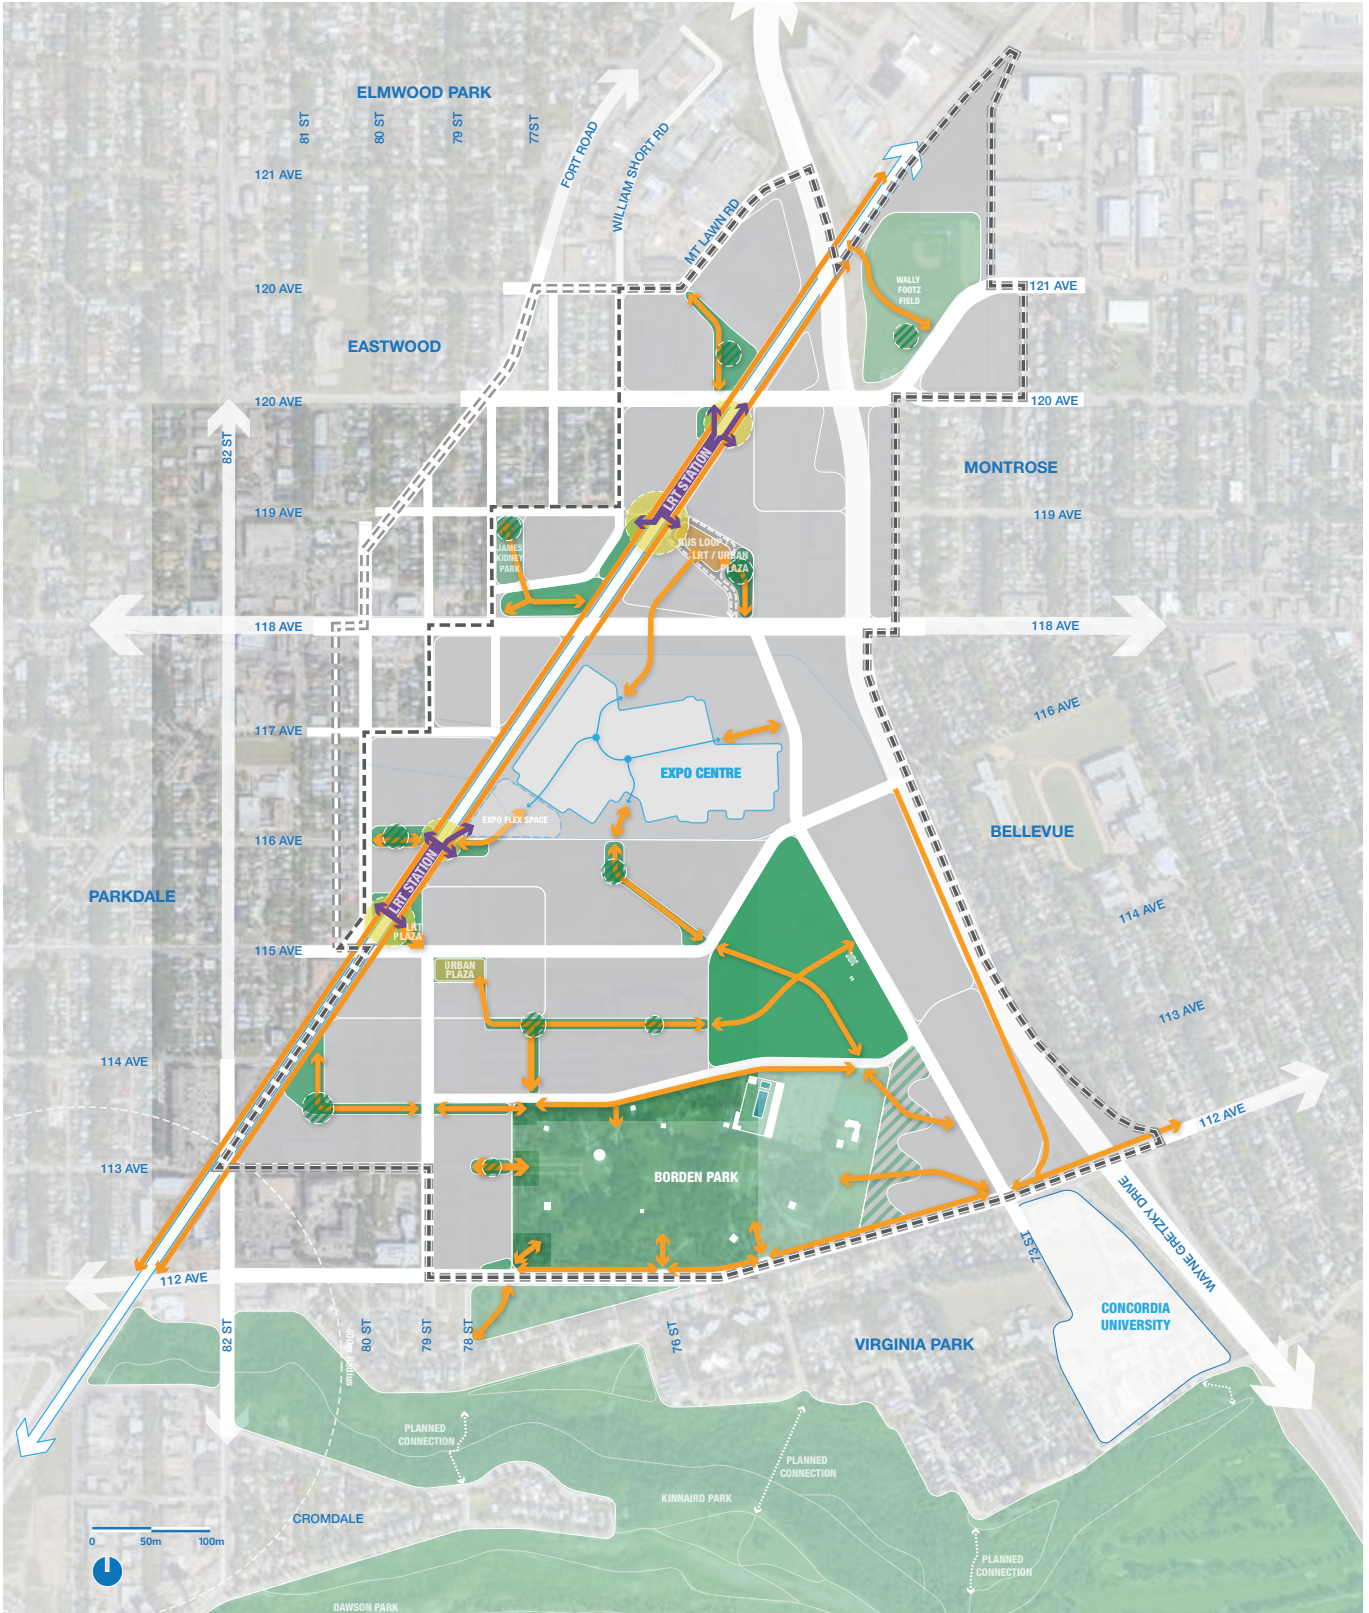 ELMWOOD PARK
81 ST
80 ST
79 ST
77ST
FORT ROAD
WILLIAM SHORT RD
MT LAWN RD
121 AVE
120 AVE
WALLY
FOOTZ
FIELD
121 AVE
EASTWOOD
120 AVE
120 AVE
82 ST
MONTROSE
LRT STATION
119 AVE
119 AVE
JAMES
KIDNEY
PARK
BUS LOOP /
LRT / URBAN
PLAZA
118 AVE
118 AVE
116 AVE
117 AVE
EXPO CENTRE
EXPO FLEX SPACE
BELLEVUE
116 AVE
LRT STATION
PARKDALE
114 AVE
LRT
PLAZA
115 AVE
URBAN
PLAZA
113 AVE
114 AVE
112 AVE
113 AVE
BORDEN PARK
WAYNE GRETZKY DRIVE
73 ST
112 AVE
82 ST
80 ST
79 ST
78 ST
76 ST
CONCORDIA
UNIVERSITY
VIRGINIA PARK
PLANNED
CONNECTION
PLANNED
CONNECTION
KINNAIRD PARK
CROMDALE
0 50m 100m
PLANNED
CONNECTION
DAWSON PARK